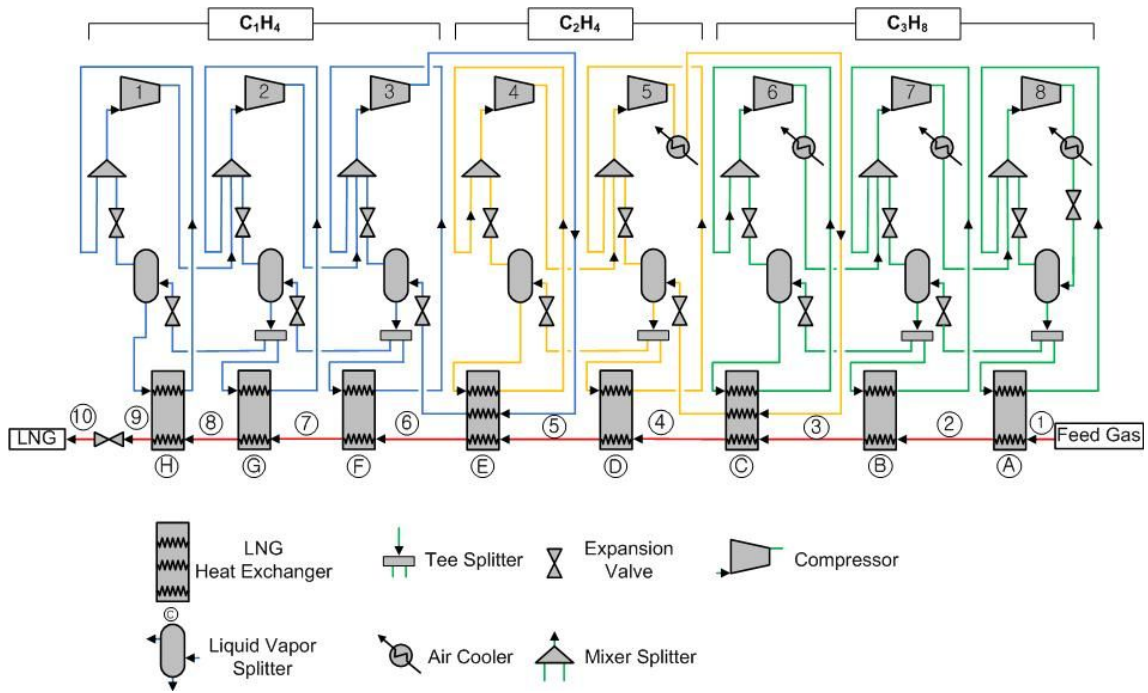 C₁H₄
C₂H₄
C₃H₈
1
2
3
4
5
6
7
8
⑩
⑨
⑧
⑦
⑥
⑤
④
③
②
①
LNG
Feed Gas
Ⓗ
Ⓖ
Ⓕ
Ⓔ
Ⓓ
Ⓒ
Ⓑ
Ⓐ
LNG
Heat Exchanger
Tee Splitter
Expansion
Valve
Compressor
Ⓒ
Liquid Vapor
Splitter
Air Cooler
Mixer Splitter